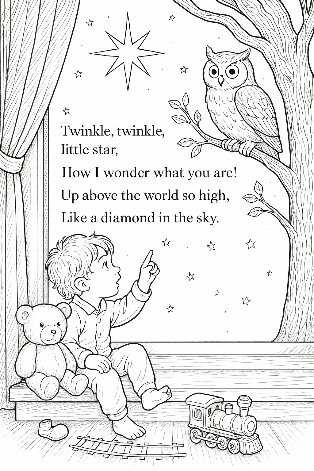 Twinkle, twinkle,
little star,
How I wonder what you are!
Up above the world so high,
Like a diamond in the sky.